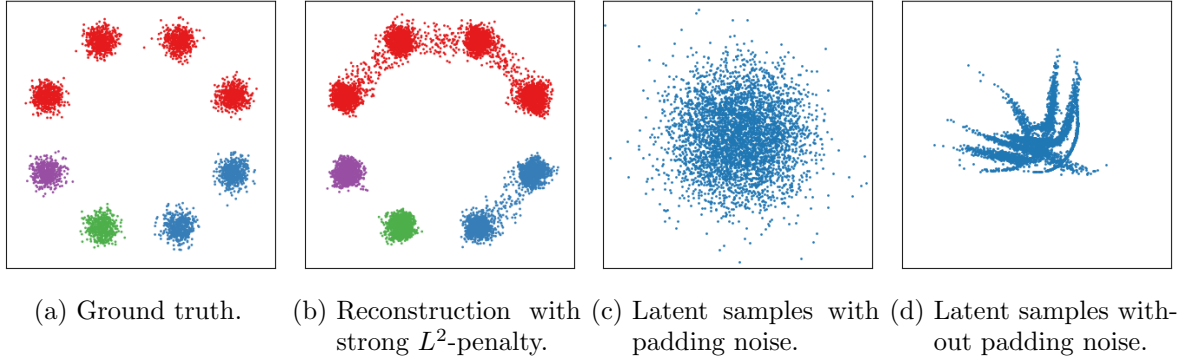 (a) Ground truth.
(b) Reconstruction with
strong L²-penalty.
(c) Latent samples with
padding noise.
(d) Latent samples with-
out padding noise.